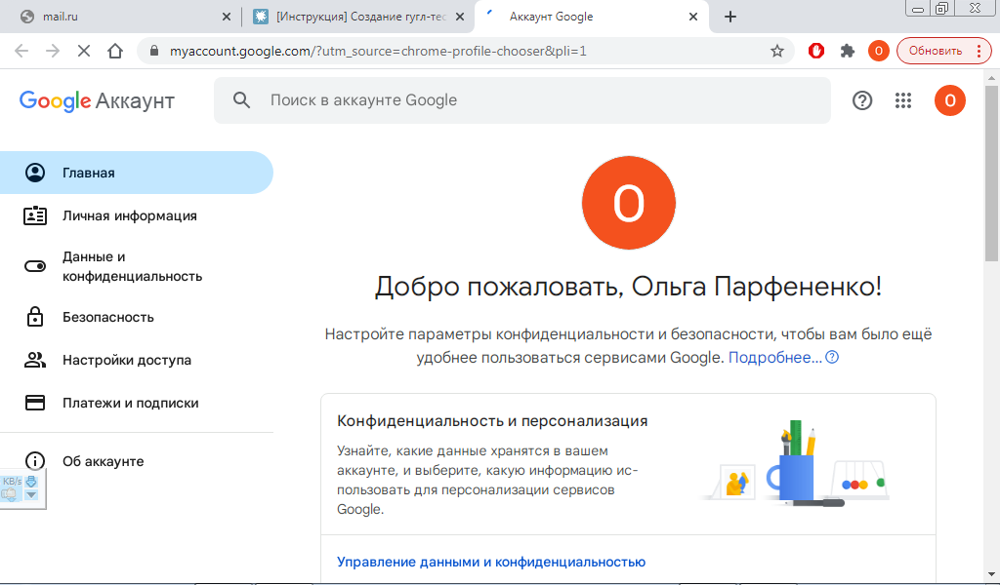 mail.ru
[Инструкция] Создание гугл-тес
Аккаунт Google
myaccount.google.com/?utm_source=chrome-profile-chooser&pli=1
O
Обновить
Google Аккаунт
Поиск в аккаунте Google
O
Главная
Личная информация
Данные и
конфиденциальность
Безопасность
Настройки доступа
Платежи и подписки
Об аккаунте
KB/s
O
Добро пожаловать, Ольга Парфененко!
Настройте параметры конфиденциальности и безопасности, чтобы вам было ещё
удобнее пользоваться сервисами Google. Подробнее...
Конфиденциальность и персонализация
Узнайте, какие данные хранятся в вашем
аккаунте, и выберите, какую информацию ис-
пользовать для персонализации сервисов
Google.
Управление данными и конфиденциальностью